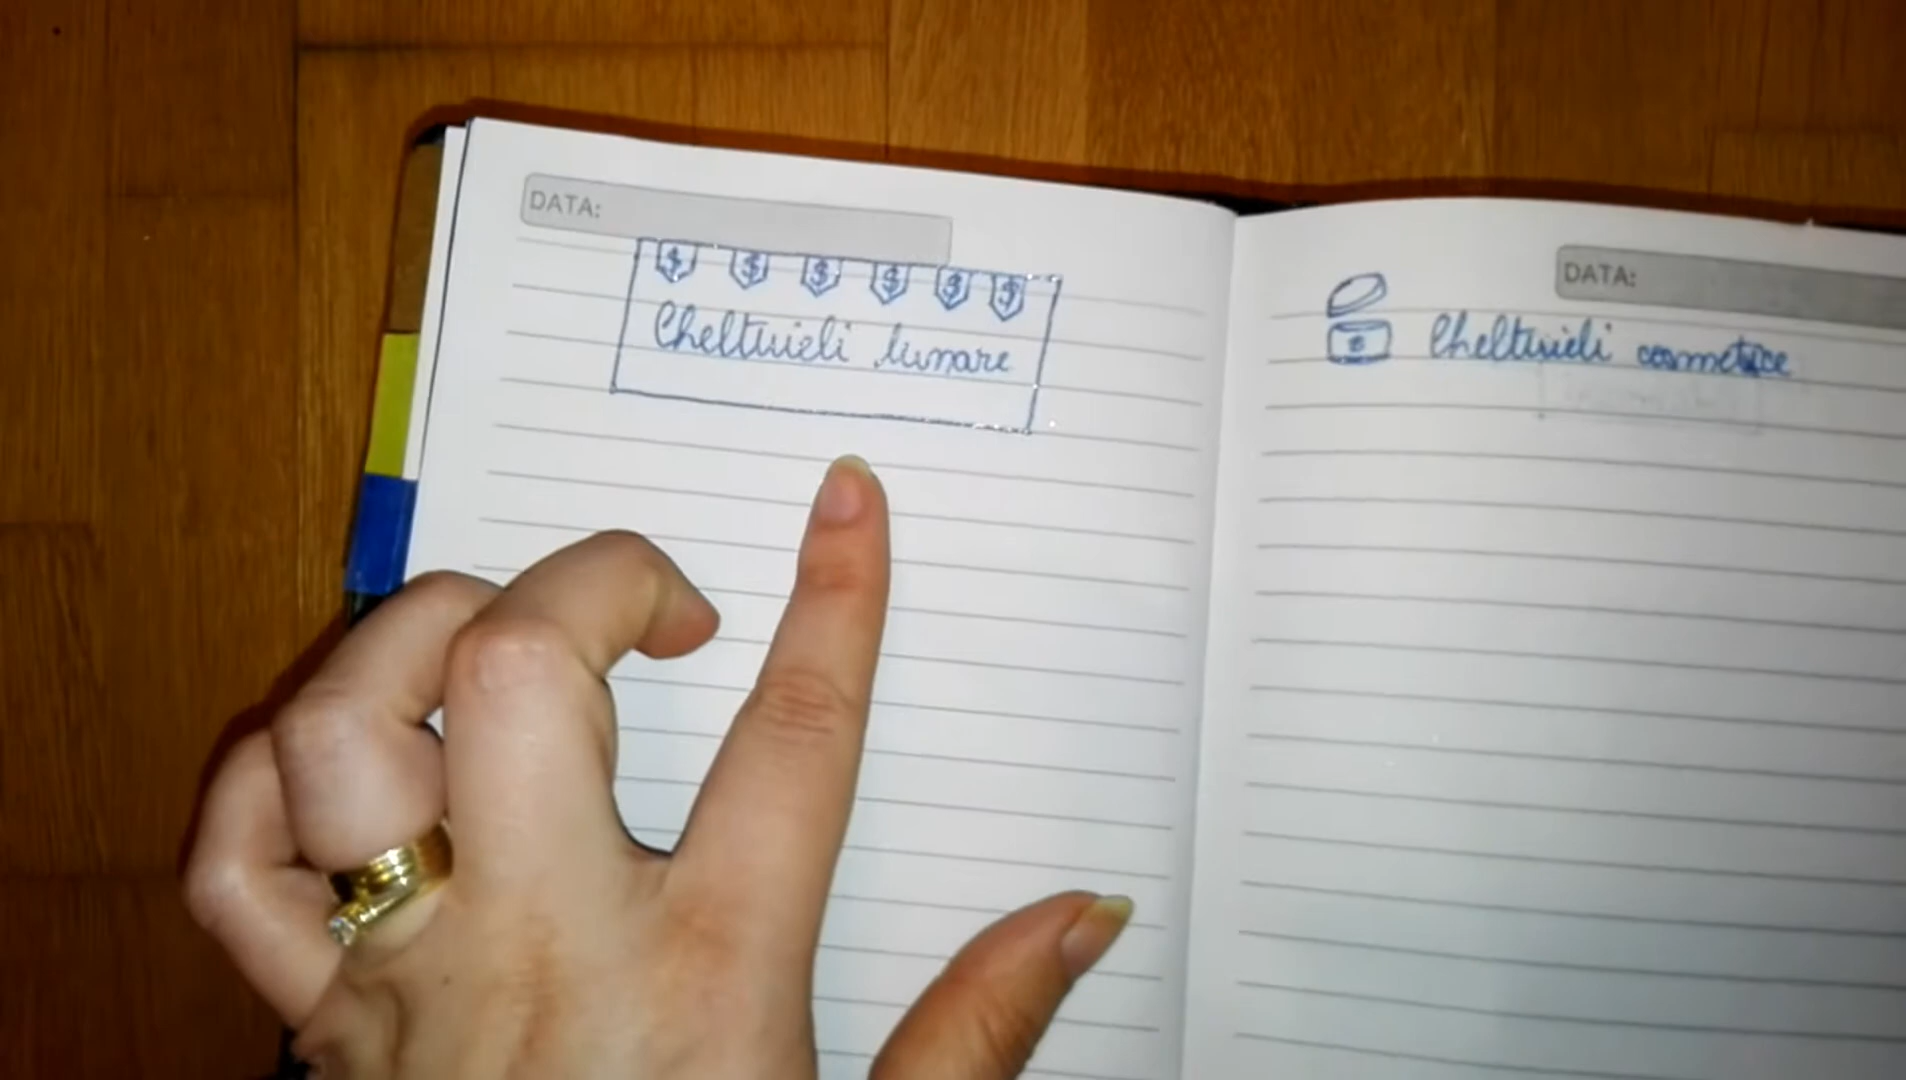 DATA:
$ $ $ $ $ $
Cheltuieli lunare
DATA:
Cheltuieli cosmetice